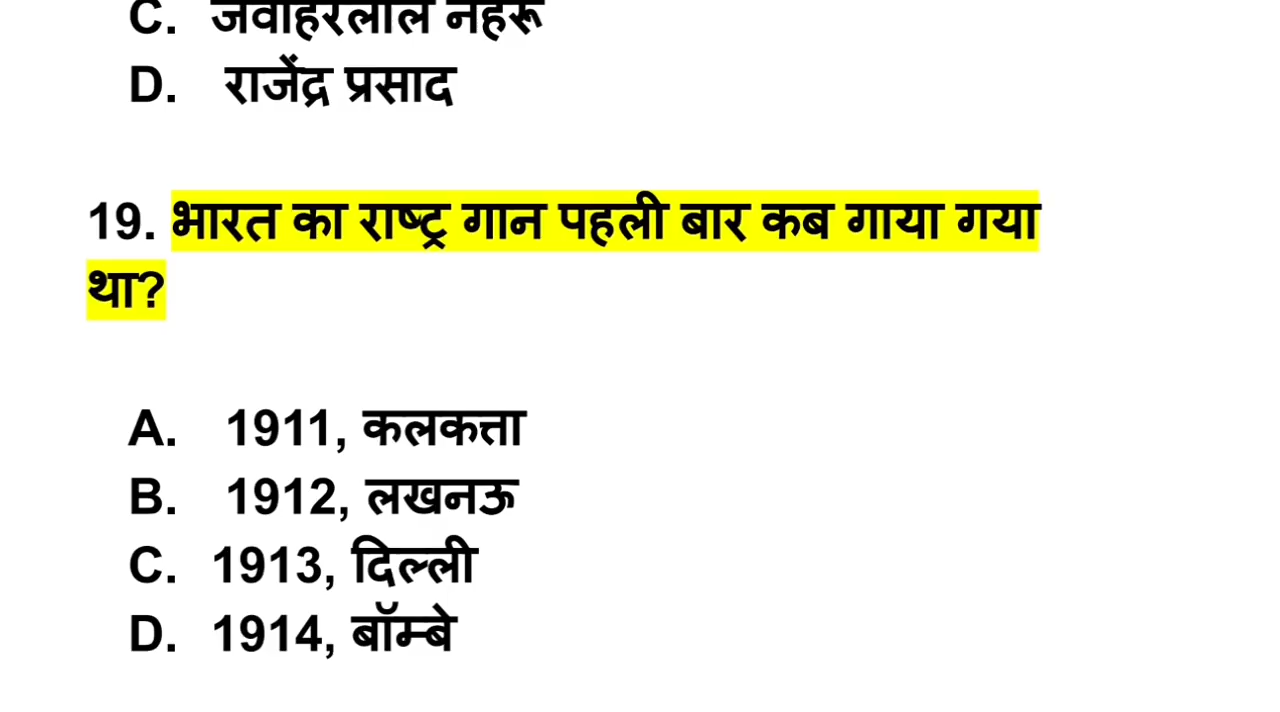 C. जवाहरलाल नेहरू
D. राजेंद्र प्रसाद
19. भारत का राष्ट्र गान पहली बार कब गाया गया
था?
A. 1911, कलकत्ता
B. 1912, लखनऊ
C. 1913, दिल्ली
D. 1914, बॉम्बे